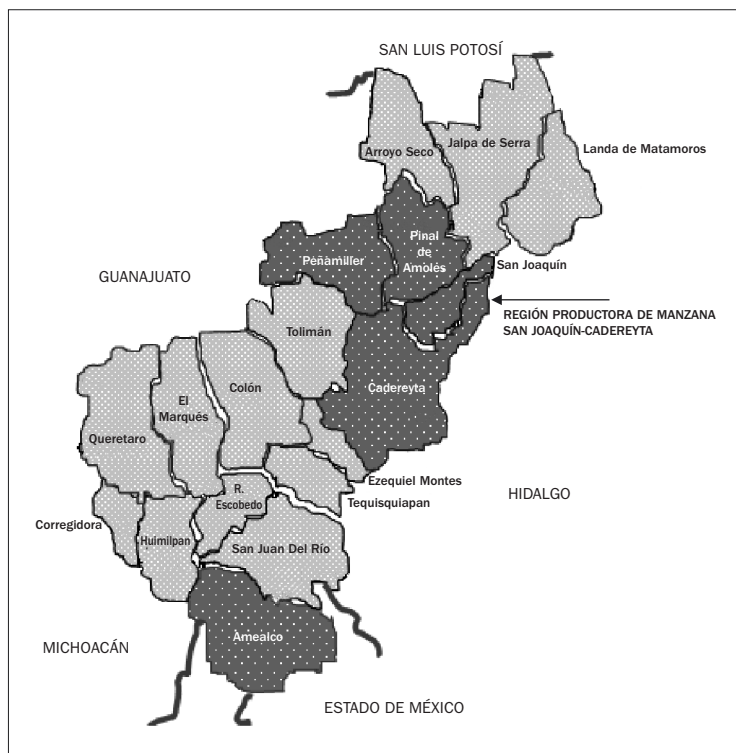 SAN LUIS POTOSÍ
Arroyo Seco
Jalpa de Serra
Landa de Matamoros
Pinal
de
Amoles
Peñamiller
San Joaquín
GUANAJUATO
REGIÓN PRODUCTORA DE MANZANA
SAN JOAQUÍN-CADEREYTA
Tolimán
Cadereyta
Colón
El
Marqués
Queretaro
Ezequiel Montes
R.
Escobedo
Tequisquiapan
HIDALGO
Corregidora
Huimilpan
San Juan Del Río
Amealco
MICHOACÁN
ESTADO DE MÉXICO